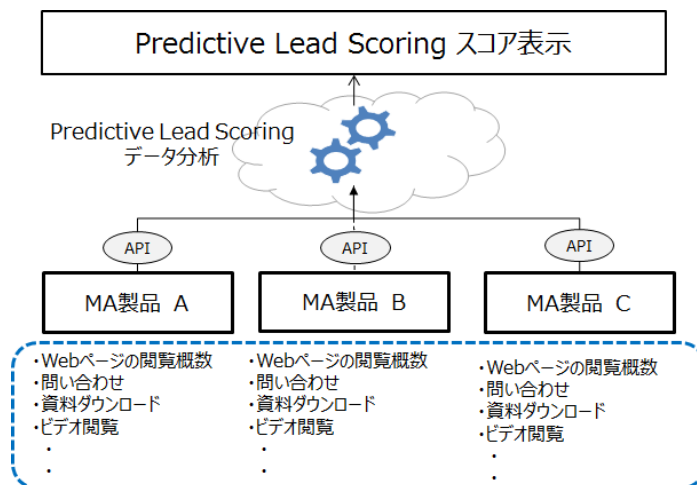 Predictive Lead Scoring スコア表示
Predictive Lead Scoring
データ分析
API
API
API
MA製品 A
MA製品 B
MA製品 C
・Webページの閲覧概数
・問い合わせ
・資料ダウンロード
・ビデオ閲覧
・
・
・Webページの閲覧概数
・問い合わせ
・資料ダウンロード
・ビデオ閲覧
・
・
・Webページの閲覧概数
・問い合わせ
・資料ダウンロード
・ビデオ閲覧
・
・